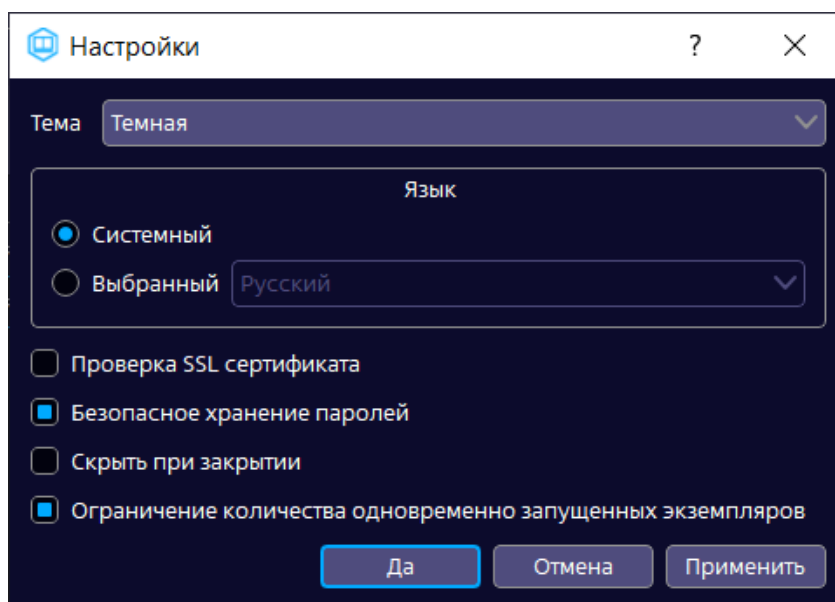 Настройки ?
Тема Темная
Язык
Системный
Выбранный Русский
Проверка SSL сертификата
Безопасное хранение паролей
Скрыть при закрытии
Ограничение количества одновременно запущенных экземпляров
Да Отмена Применить